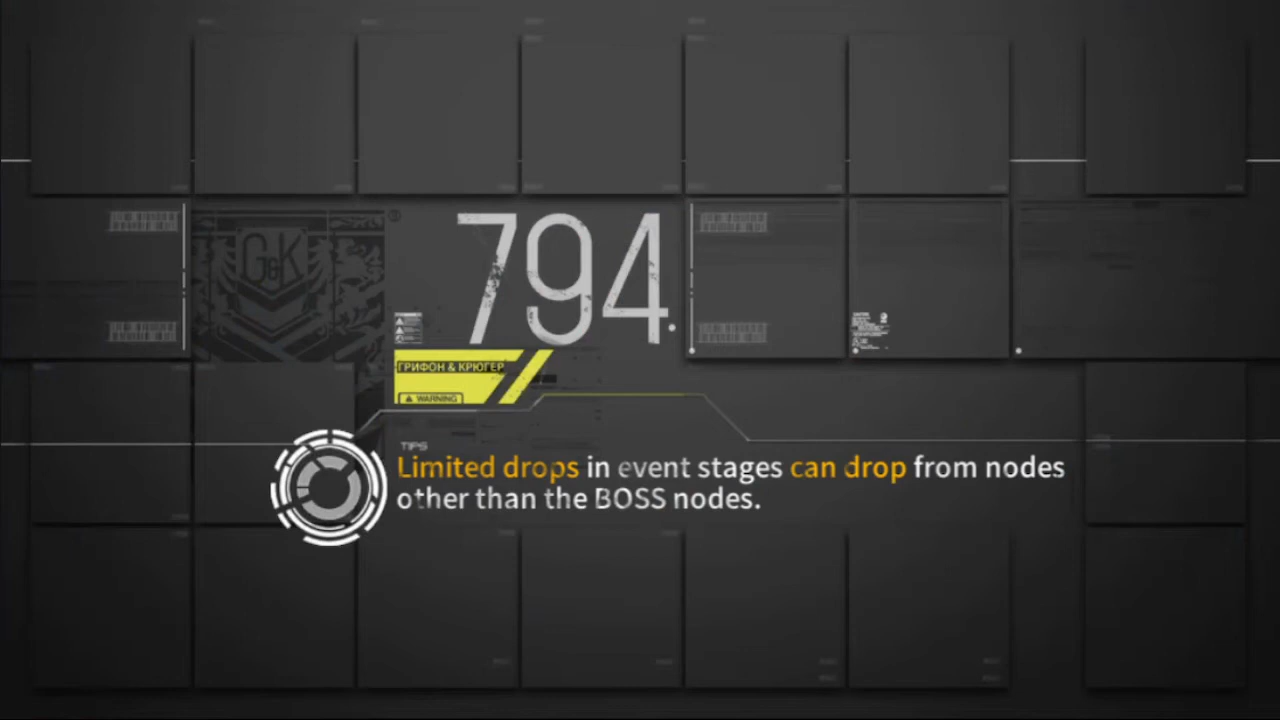 G&K
794.
ГРИФОН & КРЮГЕР
WARNING
TIPS
Limited drops in event stages can drop from nodes
other than the BOSS nodes.